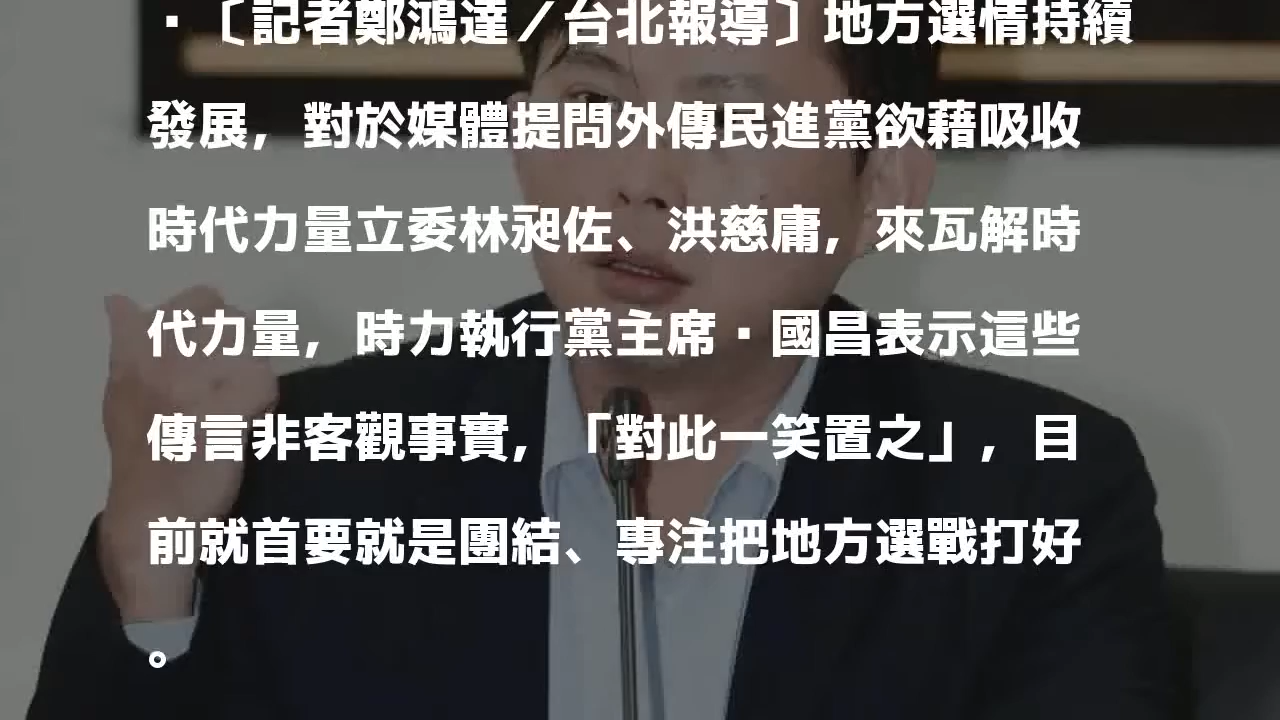 ▪〔記者鄭鴻達／台北報導〕地方選情持續
發展，對於媒體提問外傳民進黨欲藉吸收
時代力量立委林昶佐、洪慈庸，來瓦解時
代力量，時力執行黨主席▪國昌表示這些
傳言非客觀事實，「對此一笑置之」，目
前就首要就是團結、專注把地方選戰打好
。